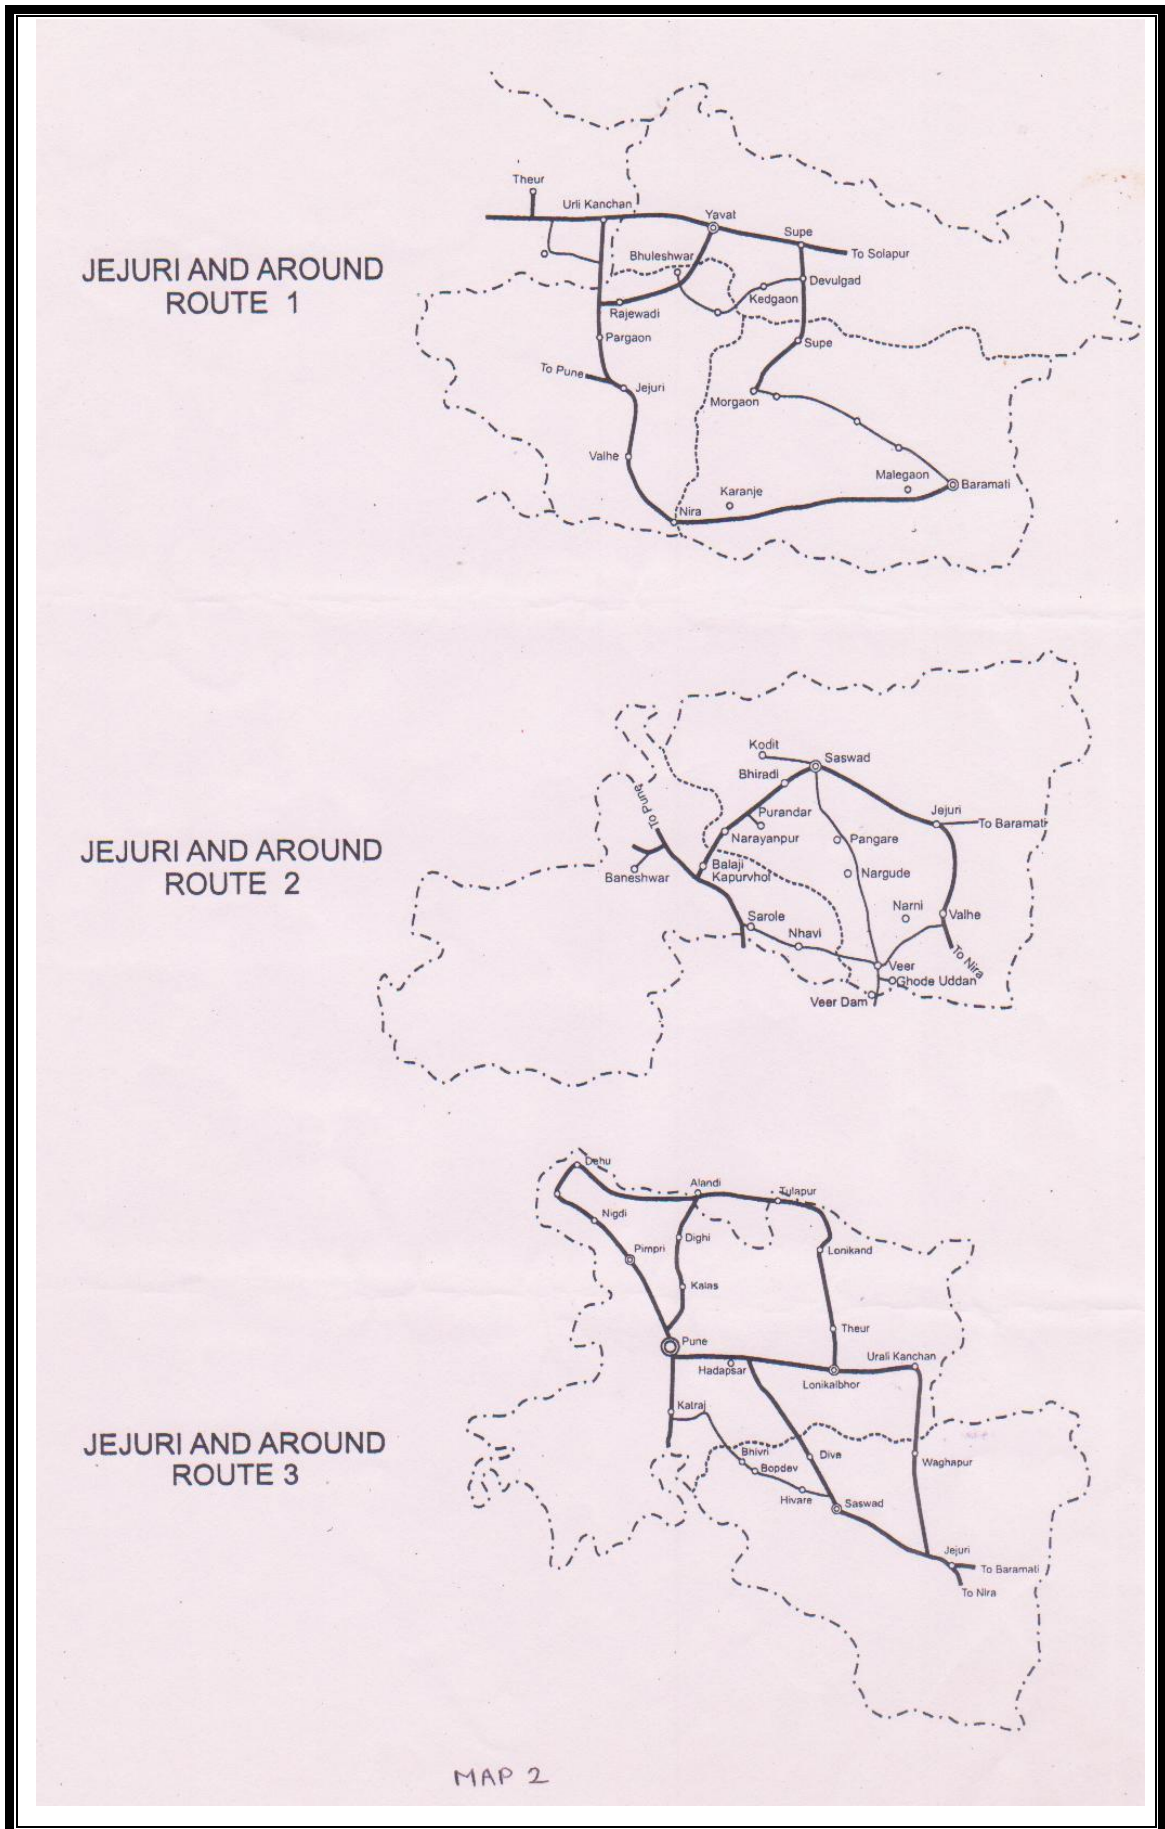 Theur
Urli Kanchan
Yavat
Supe
To Solapur
Bhuleshwar
JEJURI AND AROUND
ROUTE 1
Devulgad
Kedgaon
Rajewadi
Pargaon
Supe
To Pune
Jejuri
Morgaon
Valhe
Malegaon
Baramati
Karanje
Nira
Kodit
Saswad
Bhiradi
To Pune
Purandar
Jejuri
To Baramati
Narayanpur
Pangare
JEJURI AND AROUND
ROUTE 2
Balaji
Kapurvhol
Baneshwar
Nargude
Narni
Valhe
Sarole
Nhavi
To Nira
Veer
Ghode Uddan
Veer Dam
Dehu
Alandi
Tulapur
Nigdi
Dighi
Pimpri
Lonikand
Kalas
Theur
Pune
Urali Kanchan
Hadapsar
Lonikalbhor
Katraj
JEJURI AND AROUND
ROUTE 3
Bhivri
Dive
Bopdev
Waghapur
Hivare
Saswad
Jejuri
To Baramati
To Nira
MAP 2